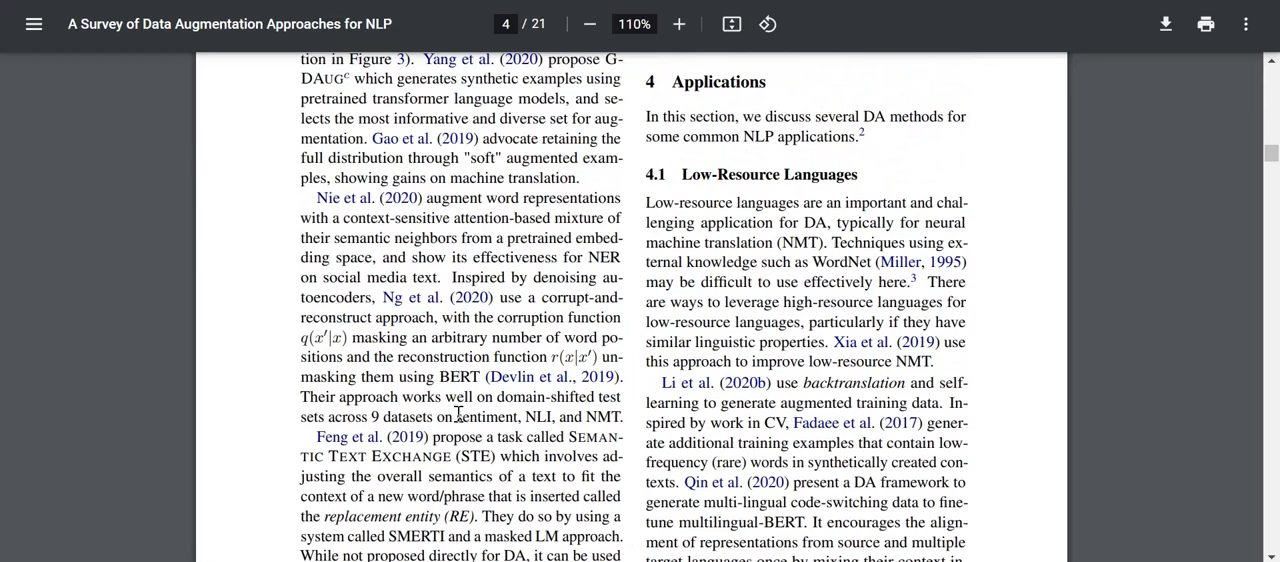 A Survey of Data Augmentation Approaches for NLP
4 / 21
110%
tion in Figure 3). Yang et al. (2020) propose G-
DAUGᶜ which generates synthetic examples using
pretrained transformer language models, and se-
lects the most informative and diverse set for aug-
mentation. Gao et al. (2019) advocate retaining the
full distribution through "soft" augmented exam-
ples, showing gains on machine translation.
Nie et al. (2020) augment word representations
with a context-sensitive attention-based mixture of
their semantic neighbors from a pretrained embed-
ding space, and show its effectiveness for NER
on social media text. Inspired by denoising au-
toencoders, Ng et al. (2020) use a corrupt-and-
reconstruct approach, with the corruption function
q(x′|x) masking an arbitrary number of word po-
sitions and the reconstruction function r(x|x′) un-
masking them using BERT (Devlin et al., 2019).
Their approach works well on domain-shifted test
sets across 9 datasets on sentiment, NLI, and NMT.
Feng et al. (2019) propose a task called SEMAN-
TIC TEXT EXCHANGE (STE) which involves ad-
justing the overall semantics of a text to fit the
context of a new word/phrase that is inserted called
the replacement entity (RE). They do so by using a
system called SMERTI and a masked LM approach.
While not proposed directly for DA, it can be used
4 Applications
In this section, we discuss several DA methods for
some common NLP applications.²
4.1 Low-Resource Languages
Low-resource languages are an important and chal-
lenging application for DA, typically for neural
machine translation (NMT). Techniques using ex-
ternal knowledge such as WordNet (Miller, 1995)
may be difficult to use effectively here.³ There
are ways to leverage high-resource languages for
low-resource languages, particularly if they have
similar linguistic properties. Xia et al. (2019) use
this approach to improve low-resource NMT.
Li et al. (2020b) use backtranslation and self-
learning to generate augmented training data. In-
spired by work in CV, Fadaee et al. (2017) gener-
ate additional training examples that contain low-
frequency (rare) words in synthetically created con-
texts. Qin et al. (2020) present a DA framework to
generate multi-lingual code-switching data to fine-
tune multilingual-BERT. It encourages the align-
ment of representations from source and multiple
target languages once by mixing their context in-